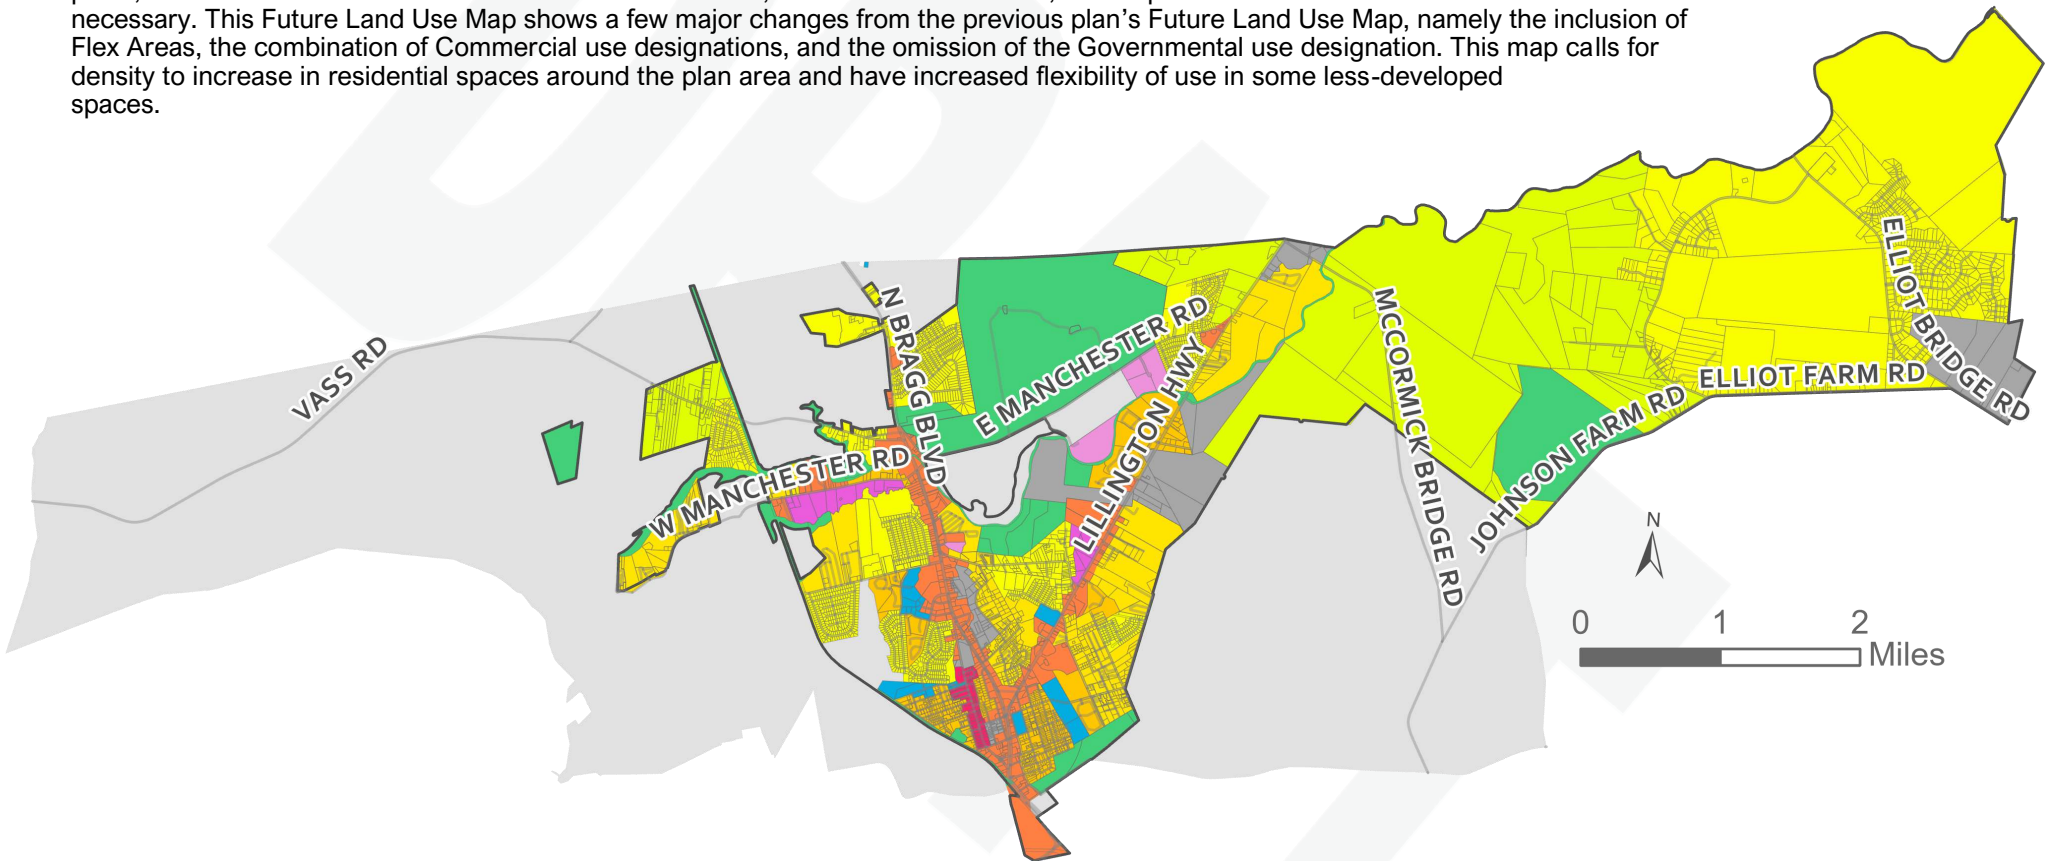 necessary. This Future Land Use Map shows a few major changes from the previous plan’s Future Land Use Map, namely the inclusion of
Flex Areas, the combination of Commercial use designations, and the omission of the Governmental use designation. This map calls for
density to increase in residential spaces around the plan area and have increased flexibility of use in some less-developed
spaces.
VASS RD
N BRAGG BLVD
E MANCHESTER RD
W MANCHESTER RD
LILLINGTON HWY
MCCORMICK BRIDGE RD
JOHNSON FARM RD
ELLIOT FARM RD
ELIOT BRIDGE RD
N
0 1 2
Miles